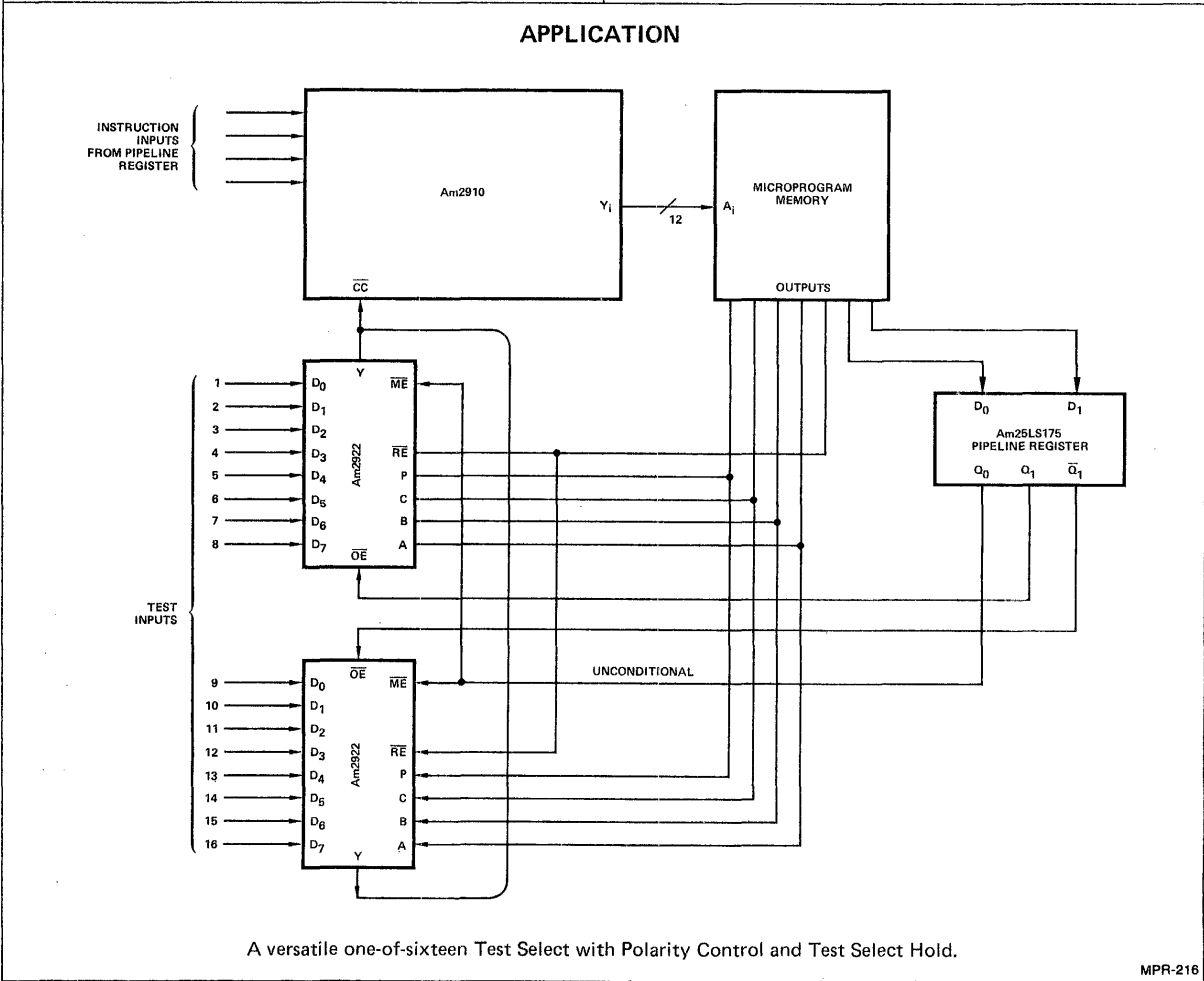 APPLICATION
INSTRUCTION
INPUTS
FROM PIPELINE
REGISTER
Am2910
Yi
12
Ai
MICROPROGRAM
MEMORY
CC
OUTPUTS
Y
1 D0 ME
2 D1
3 D2
4 D3 RE
5 D4 P
6 D5 C
7 D6 B
8 D7 A
Am2922
OE
D0 D1
Am25LS175
PIPELINE REGISTER
Q0 Q1 Q1
TEST
INPUTS
OE
UNCONDITIONAL
9 D0 ME
10 D1
11 D2
12 D3 RE
13 D4 P
14 D5 C
15 D6 B
16 D7 A
Am2922
Y
A versatile one-of-sixteen Test Select with Polarity Control and Test Select Hold.
MPR-216